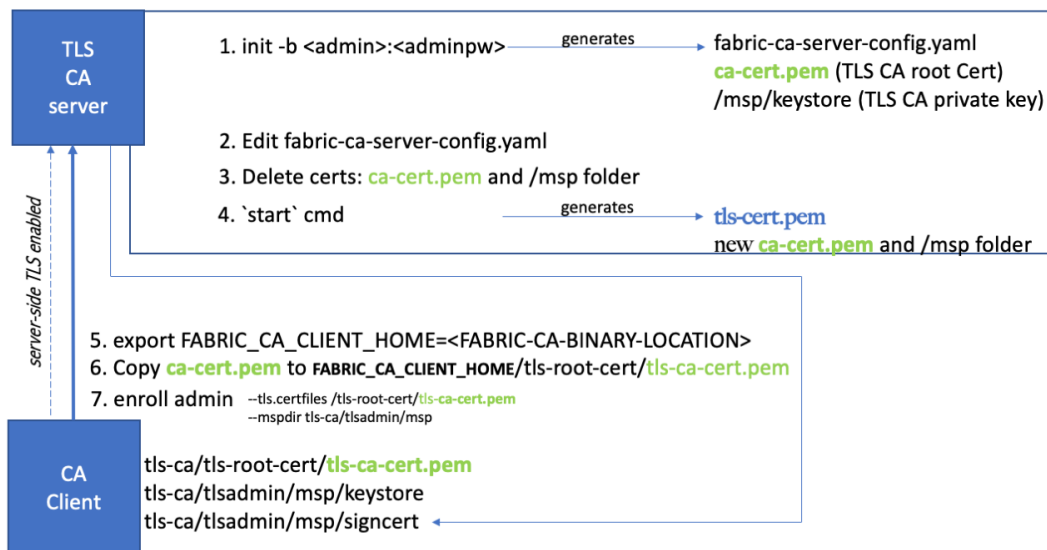 TLS
CA
server
1. init -b <admin>:<adminpw>
generates
fabric-ca-server-config.yaml
ca-cert.pem (TLS CA root Cert)
/msp/keystore (TLS CA private key)
2. Edit fabric-ca-server-config.yaml
3. Delete certs: ca-cert.pem and /msp folder
4. `start` cmd
generates
tls-cert.pem
new ca-cert.pem and /msp folder
server-side TLS enabled
5. export FABRIC_CA_CLIENT_HOME=<FABRIC-CA-BINARY-LOCATION>
6. Copy ca-cert.pem to FABRIC_CA_CLIENT_HOME/tls-root-cert/tls-ca-cert.pem
7. enroll admin --tls.certfiles /tls-root-cert/tls-ca-cert.pem
--mspdir tls-ca/tlsadmin/msp
CA
Client
tls-ca/tls-root-cert/tls-ca-cert.pem
tls-ca/tlsadmin/msp/keystore
tls-ca/tlsadmin/msp/signcert